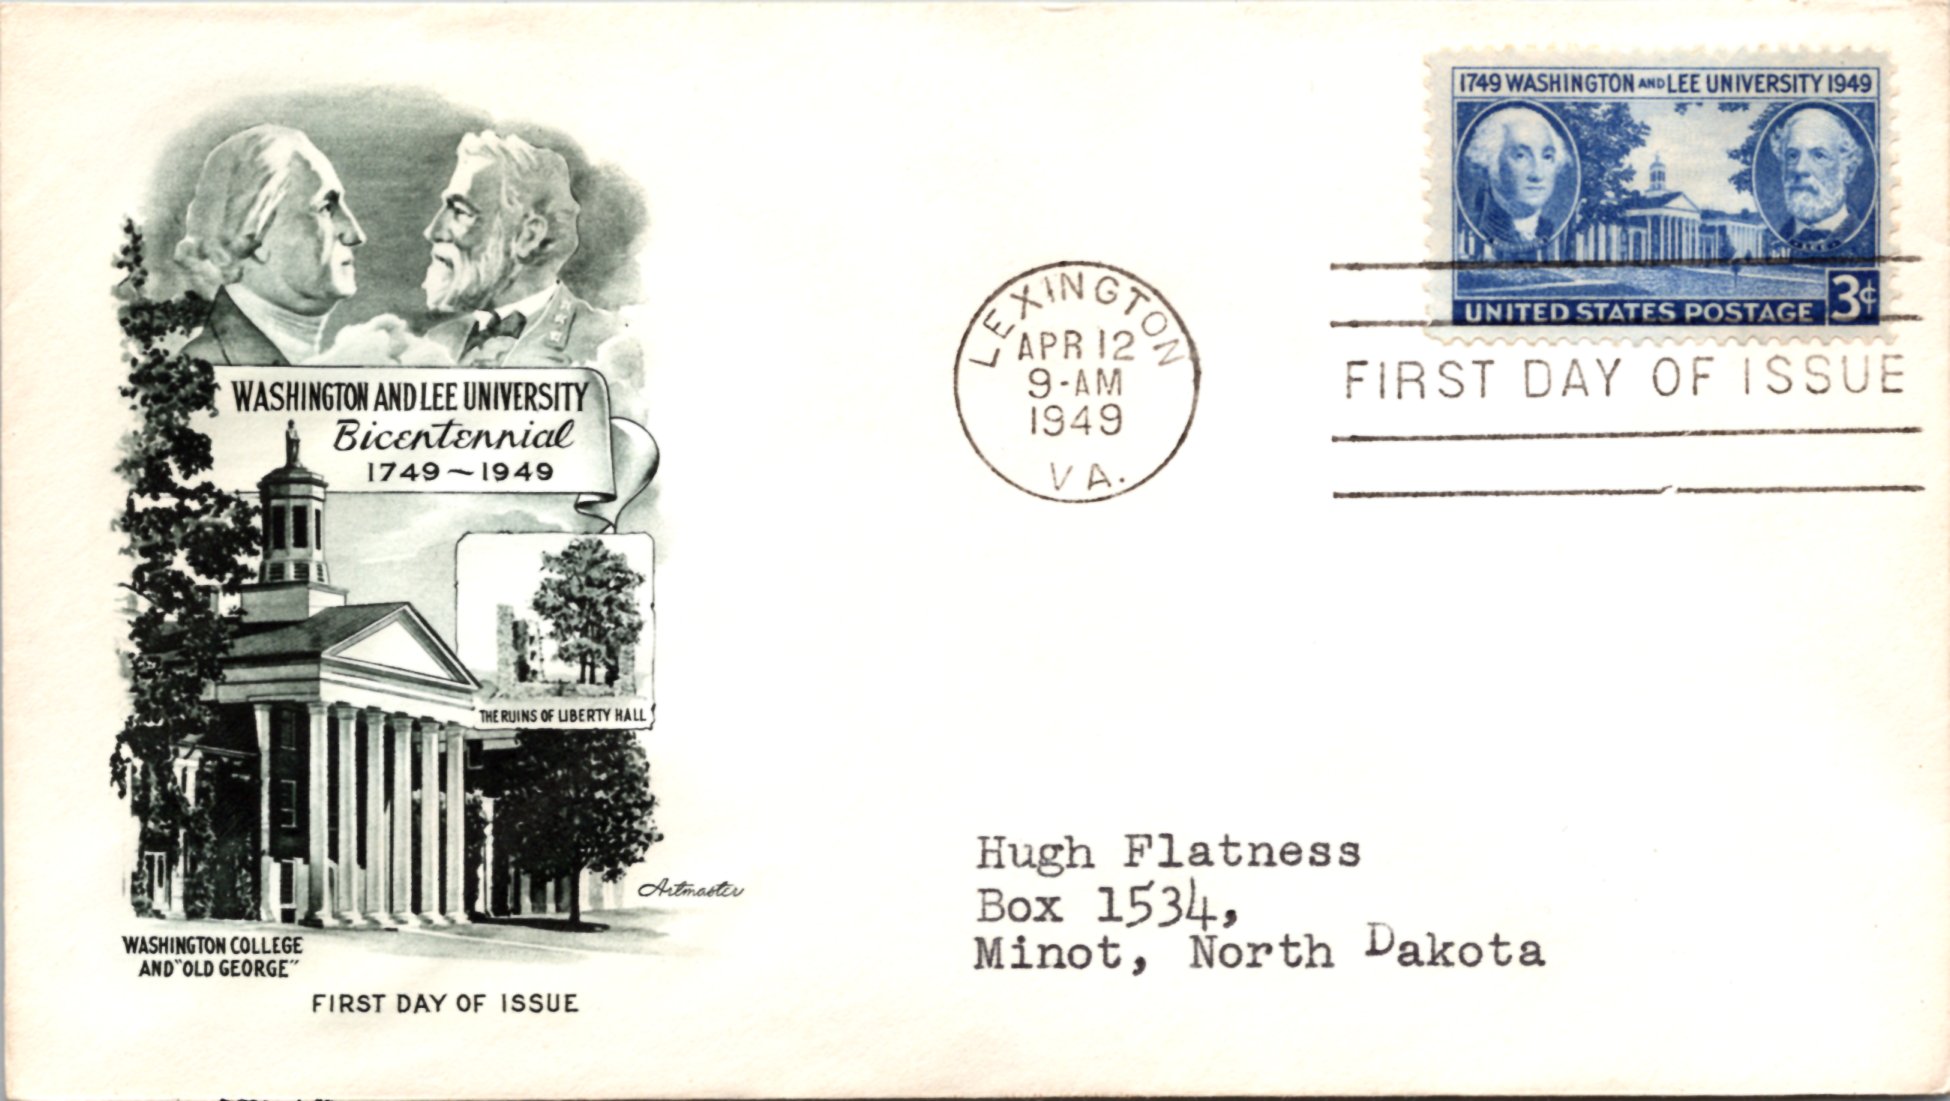 1749 WASHINGTON AND LEE UNIVERSITY 1949
UNITED STATES POSTAGE 3¢
LEXINGTON
APR 12
9-AM
1949
VA.
FIRST DAY OF ISSUE
WASHINGTON AND LEE UNIVERSITY
Bicentennial
1749~1949
THE RUINS OF LIBERTY HALL
Artmaster
WASHINGTON COLLEGE
AND "OLD GEORGE"
FIRST DAY OF ISSUE
Hugh Flatness
Box 1534,
Minot, North Dakota